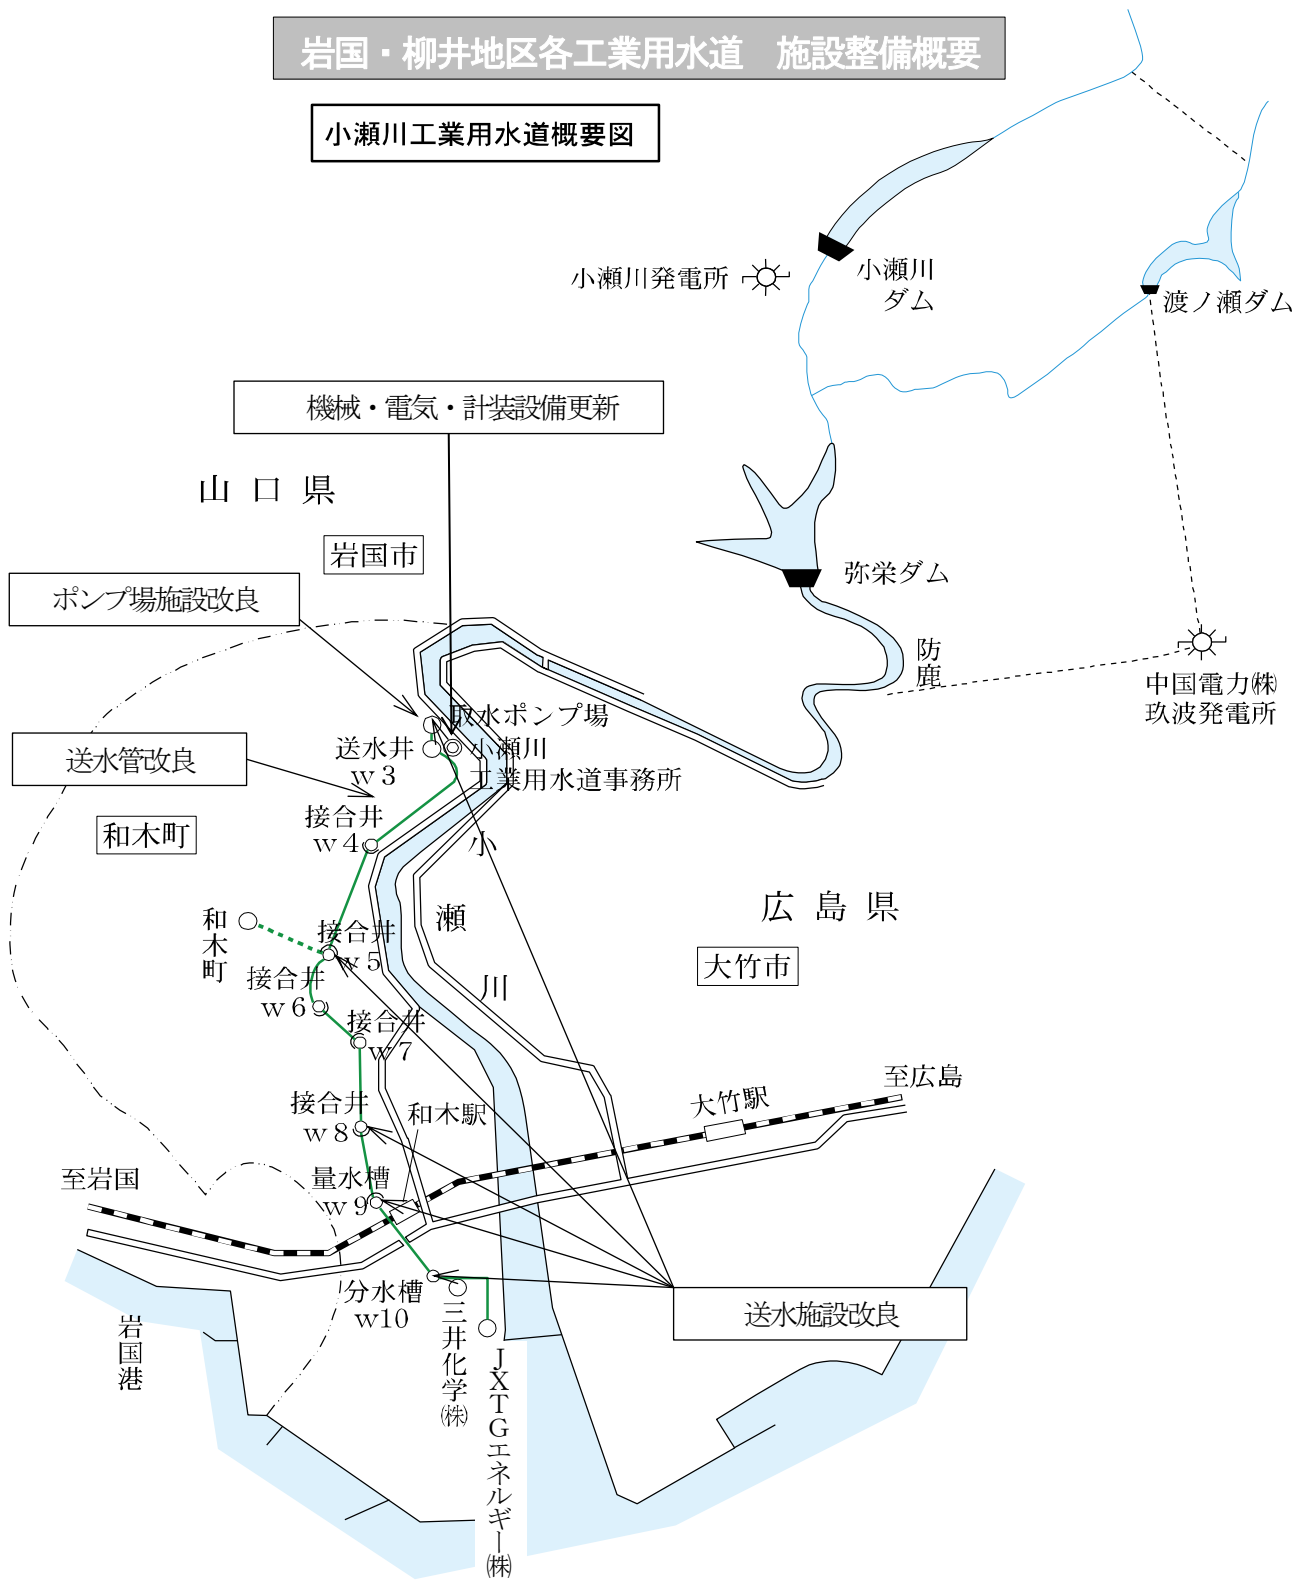 岩国・柳井地区各工業用水道　施設整備概要
小瀬川工業用水道概要図
小瀬川発電所
小瀬川
ダム
渡ノ瀬ダム
機械・電気・計装設備更新
山口県
岩国市
弥栄ダム
ポンプ場施設改良
防鹿
中国電力㈱
玖波発電所
取水ポンプ場
送水井
ｗ３
小瀬川
工業用水道事務所
送水管改良
接合井
ｗ４
和木町
小瀬川
広島県
大竹市
和木町
接合井
ｗ５
接合井
ｗ６
接合井
ｗ７
至広島
大竹駅
接合井
ｗ８
和木駅
至岩国
量水槽
ｗ９
分水槽
ｗ10
送水施設改良
岩国港
三井化学㈱
ＪＸＴＧエネルギー㈱